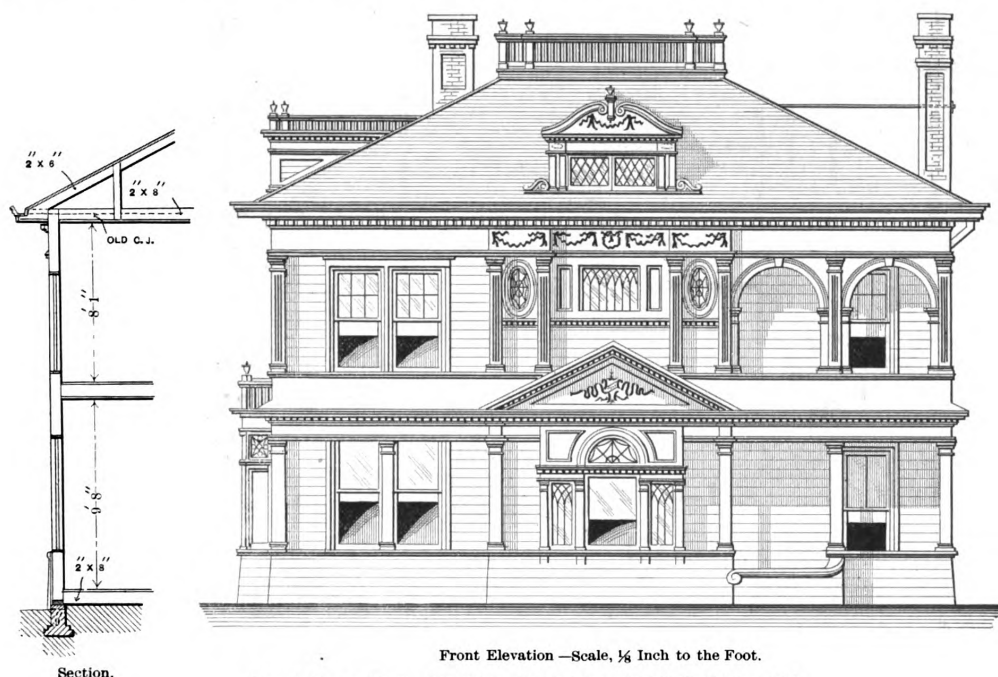 2" X 6"
2" X 8"
OLD C. J.
8' 1"
9' 8"
2" X 8"
Section.
Front Elevation—Scale, ⅛ Inch to the Foot.